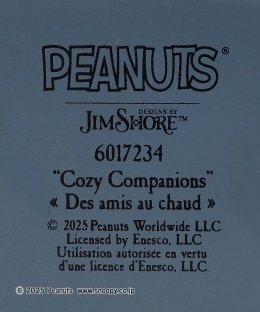 PEANUTS®
DESIGNS BY
JIM SHORE™
6017234
"Cozy Companions"
« Des amis au chaud »
© 2025 Peanuts Worldwide LLC
Licensed by Enesco, LLC
Utilisation autorisée en vertu
d'une licence d'Enesco, LLC.
© 2025 Peanuts www.snoopy.co.jp